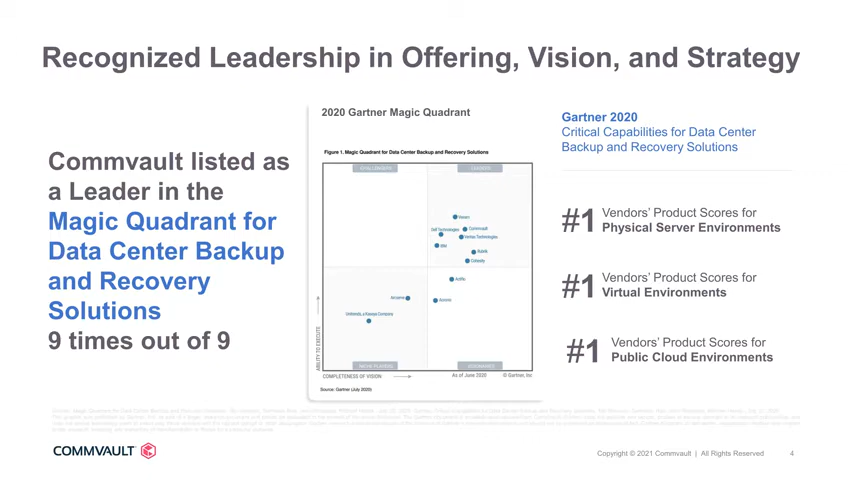 Recognized Leadership in Offering, Vision, and Strategy
Commvault listed as
a Leader in the
Magic Quadrant for
Data Center Backup
and Recovery
Solutions
9 times out of 9
2020 Gartner Magic Quadrant
Figure 1. Magic Quadrant for Data Center Backup and Recovery Solutions
CHALLENGERS
LEADERS
Veeam
Dell Technologies
Commvault
Veritas Technologies
IBM
Rubrik
Cohesity
Actifio
Arcserve
Acronis
Unitrends, a Kaseya Company
ABILITY TO EXECUTE
NICHE PLAYERS
VISIONARIES
COMPLETENESS OF VISION
As of June 2020
© Gartner, Inc
Source: Gartner (July 2020)
Gartner 2020
Critical Capabilities for Data Center
Backup and Recovery Solutions
#1
Vendors' Product Scores for
Physical Server Environments
#1
Vendors' Product Scores for
Virtual Environments
#1
Vendors' Product Scores for
Public Cloud Environments
COMMVAULT
Copyright © 2021 Commvault | All Rights Reserved
4